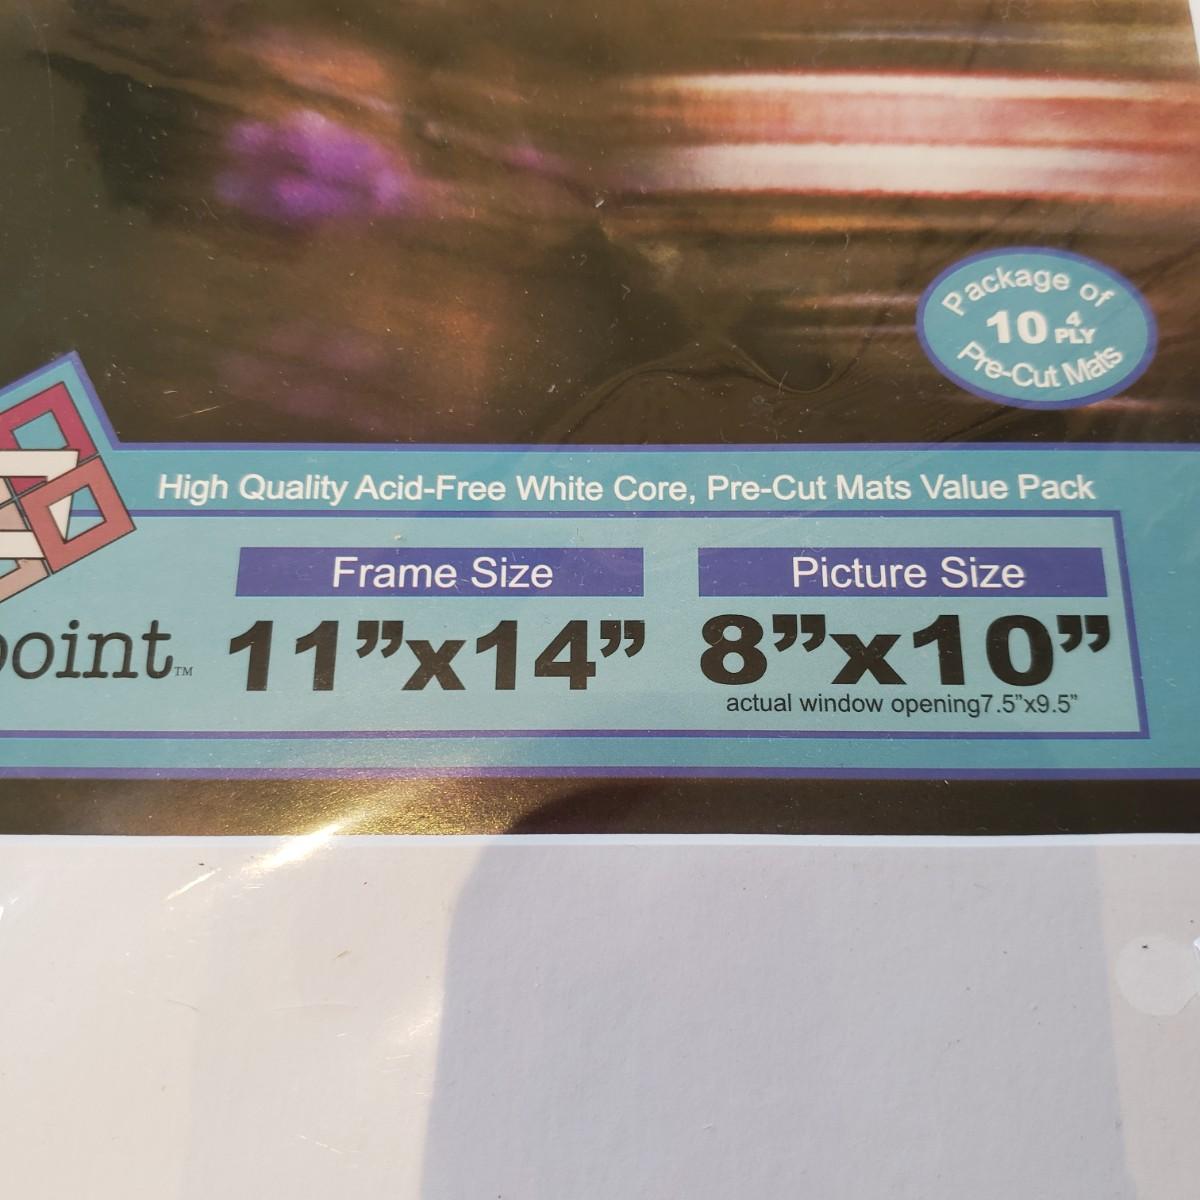 Package of
10 4 PLY
Pre-Cut Mats
High Quality Acid-Free White Core, Pre-Cut Mats Value Pack
Frame Size
11”x14”
Picture Size
8”x10”
actual window opening7.5”x9.5”
point™